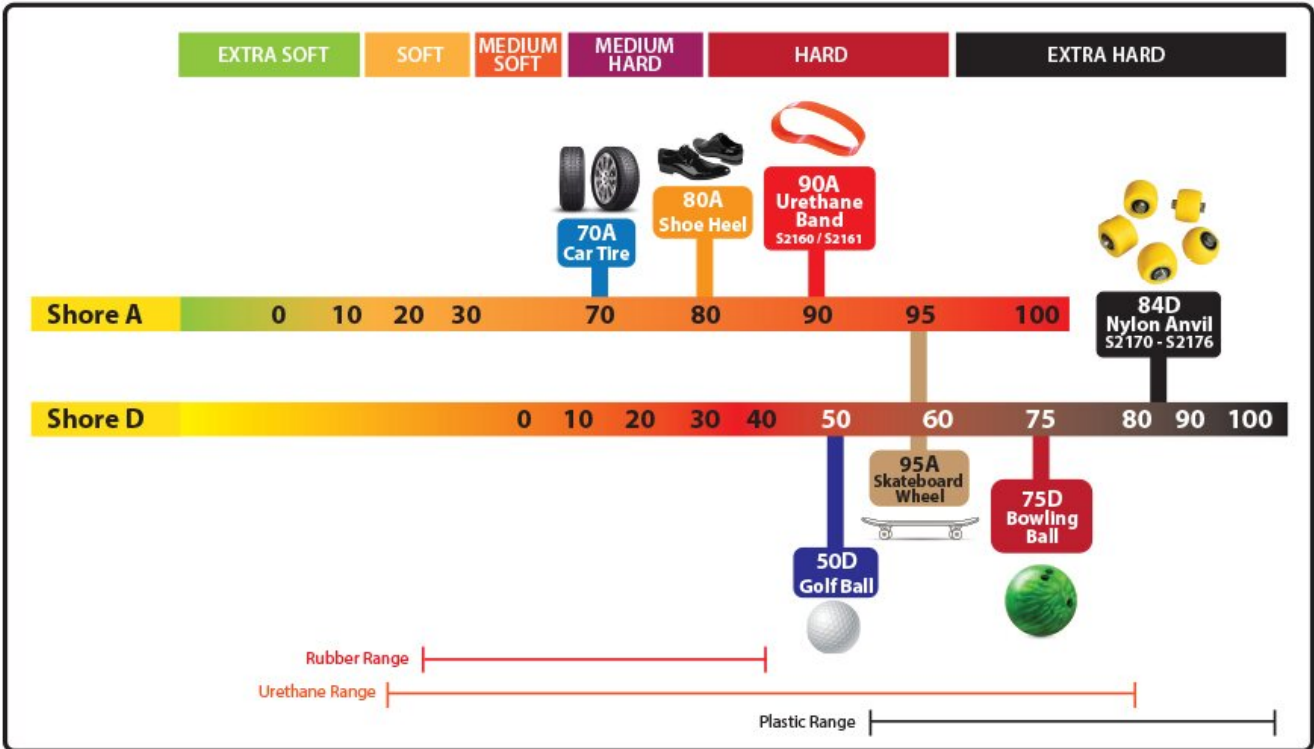 EXTRA SOFT
SOFT
MEDIUM
SOFT
MEDIUM
HARD
HARD
EXTRA HARD
70A
Car Tire
80A
Shoe Heel
90A
Urethane
Band
S2160 / S2161
84D
Nylon Anvil
S2170 - S2176
Shore A 0 10 20 30 70 80 90 95 100
Shore D 0 10 20 30 40 50 60 75 80 90 100
50D
Golf Ball
95A
Skateboard
Wheel
75D
Bowling
Ball
Rubber Range
Urethane Range
Plastic Range